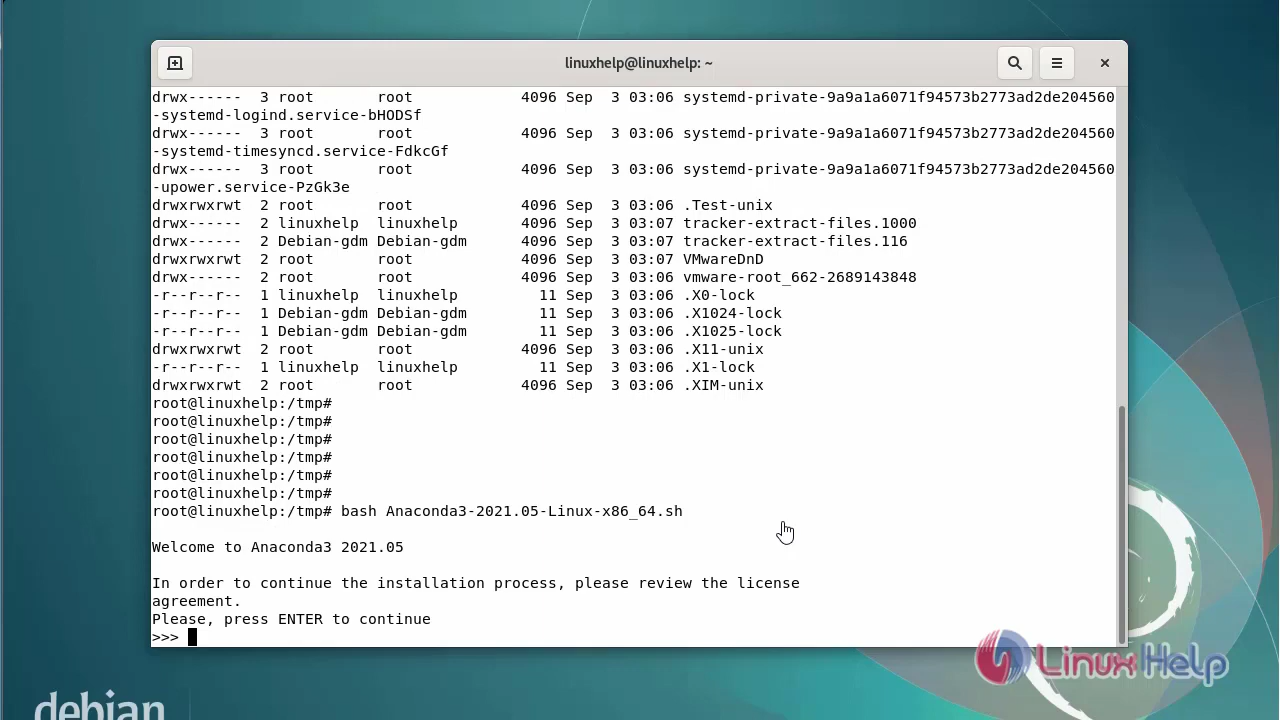 linuxhelp@linuxhelp: ~
drwx------  3 root       root            4096 Sep  3 03:06 systemd-private-9a9a1a6071f94573b2773ad2de204560
-systemd-logind.service-bHODSf
drwx------  3 root       root            4096 Sep  3 03:06 systemd-private-9a9a1a6071f94573b2773ad2de204560
-systemd-timesyncd.service-FdkcGf
drwx------  3 root       root            4096 Sep  3 03:06 systemd-private-9a9a1a6071f94573b2773ad2de204560
-upower.service-PzGk3e
drwxrwxrwt  2 root       root            4096 Sep  3 03:06 .Test-unix
drwx------  2 linuxhelp  linuxhelp       4096 Sep  3 03:07 tracker-extract-files.1000
drwx------  2 Debian-gdm Debian-gdm      4096 Sep  3 03:07 tracker-extract-files.116
drwxrwxrwt  2 root       root            4096 Sep  3 03:07 VMwareDnD
drwx------  2 root       root            4096 Sep  3 03:06 vmware-root_662-2689143848
-r--r--r--  1 linuxhelp  linuxhelp         11 Sep  3 03:06 .X0-lock
-r--r--r--  1 Debian-gdm Debian-gdm        11 Sep  3 03:06 .X1024-lock
-r--r--r--  1 Debian-gdm Debian-gdm        11 Sep  3 03:06 .X1025-lock
drwxrwxrwt  2 root       root            4096 Sep  3 03:06 .X11-unix
-r--r--r--  1 linuxhelp  linuxhelp         11 Sep  3 03:06 .X1-lock
drwxrwxrwt  2 root       root            4096 Sep  3 03:06 .XIM-unix
root@linuxhelp:/tmp#
root@linuxhelp:/tmp#
root@linuxhelp:/tmp#
root@linuxhelp:/tmp#
root@linuxhelp:/tmp#
root@linuxhelp:/tmp#
root@linuxhelp:/tmp# bash Anaconda3-2021.05-Linux-x86_64.sh
Welcome to Anaconda3 2021.05
In order to continue the installation process, please review the license
agreement.
Please, press ENTER to continue
>>>
Linux Help
debian